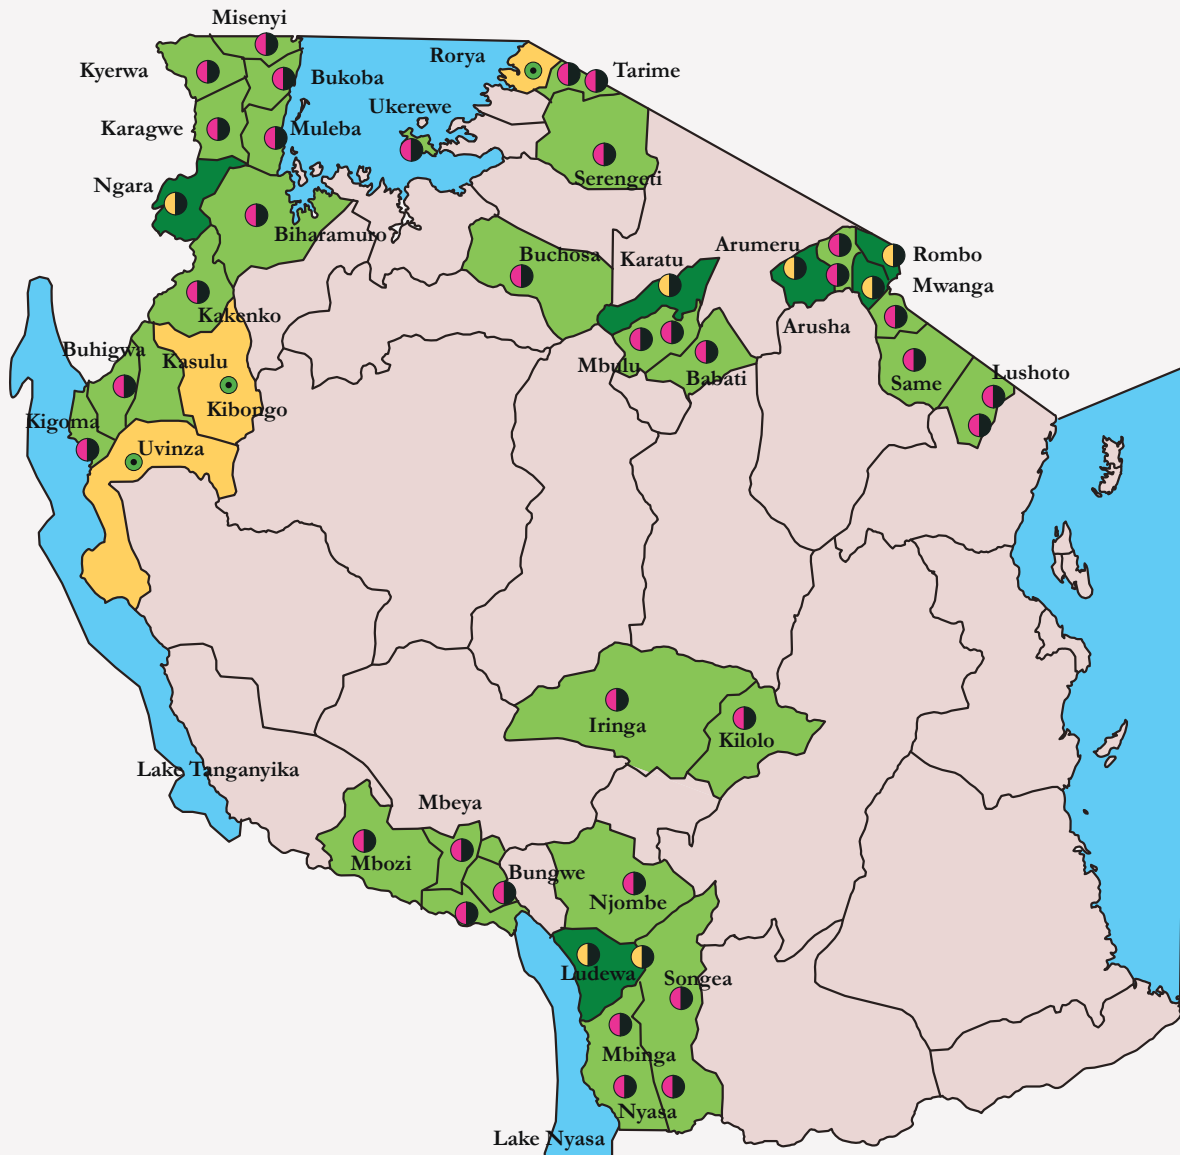 Misenyi
Rorya
Kyerwa
Tarime
Bukoba
Ukerewe
Karagwe
Muleba
Serengeti
Ngara
Biharamuro
Buchosa
Karatu
Arumeru
Rombo
Mwanga
Kakenko
Arusha
Buhigwa
Kasulu
Mbulu
Babati
Same
Lushoto
Kibongo
Kigoma
Uvinza
Iringa
Kilolo
Lake Tanganyika
Mbeya
Mbozi
Bungwe
Njombe
Ludewa
Songea
Mbinga
Nyasa
Lake Nyasa